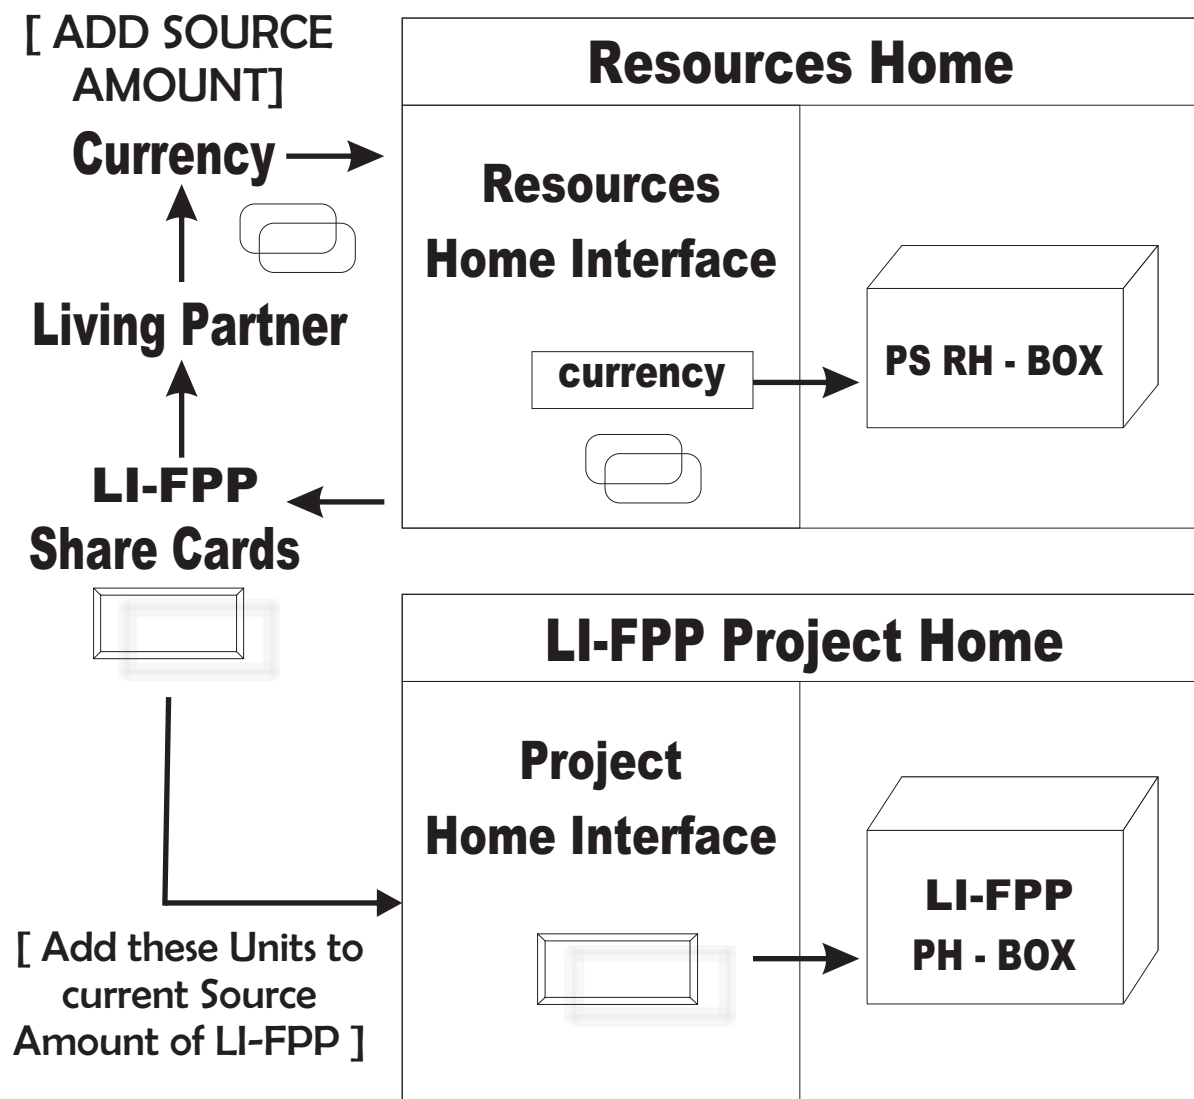 [ ADD SOURCE
AMOUNT]
Currency
Living Partner
LI-FPP
Share Cards
[ Add these Units to
current Source
Amount of LI-FPP ]
Resources Home
Resources
Home Interface
currency
PS RH - BOX
LI-FPP Project Home
Project
Home Interface
LI-FPP
PH - BOX